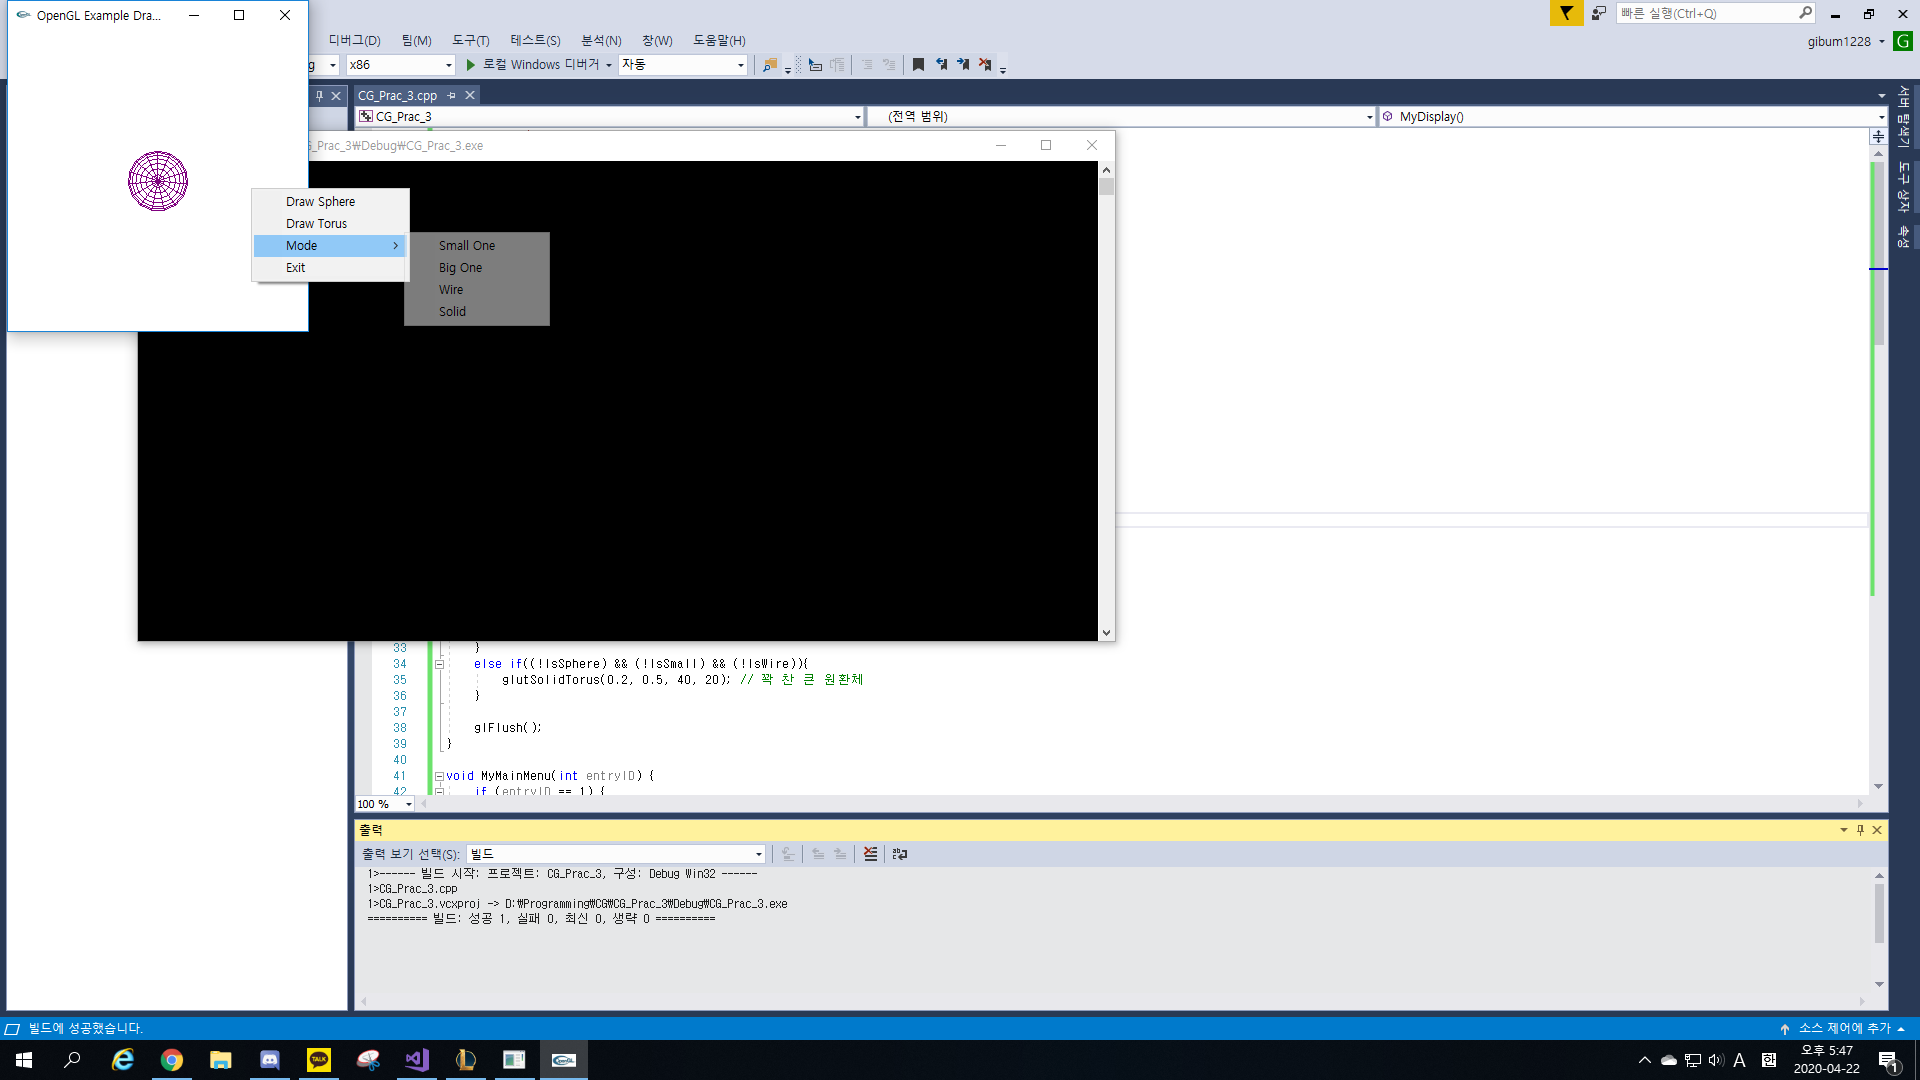 OpenGL Example Dra...
빠른 실행(Ctrl+Q)
디버그(D) 팀(M) 도구(T) 테스트(S) 분석(N) 창(W) 도움말(H)
gibum1228
G
g x86 로컬 Windows 디버거 자동
CG_Prac_3.cpp
CG_Prac_3 (전역 범위) MyDisplay()
서버 탐색기
도구 상자
속성
G_Prac_3₩Debug₩CG_Prac_3.exe
Draw Sphere
Draw Torus
Mode
Exit
Small One
Big One
Wire
Solid
33 }
34 else if((!IsSphere) && (!IsSmall) && (!IsWire)){
35 glutSolidTorus(0.2, 0.5, 40, 20); // 꽉 찬 큰 원환체
36 }
37
38 glFlush();
39 }
40
41 void MyMainMenu(int entryID) {
42 if (entryID == 1) {
100 %
출력
출력 보기 선택(S): 빌드
1>------ 빌드 시작: 프로젝트: CG_Prac_3, 구성: Debug Win32 ------
1>CG_Prac_3.cpp
1>CG_Prac_3.vcxproj -> D:₩Programming₩CG₩CG_Prac_3₩Debug₩CG_Prac_3.exe
========== 빌드: 성공 1, 실패 0, 최신 0, 생략 0 ==========
빌드에 성공했습니다.
소스 제어에 추가
TALK
OpenGL
A 한
오후 5:47
2020-04-22
1